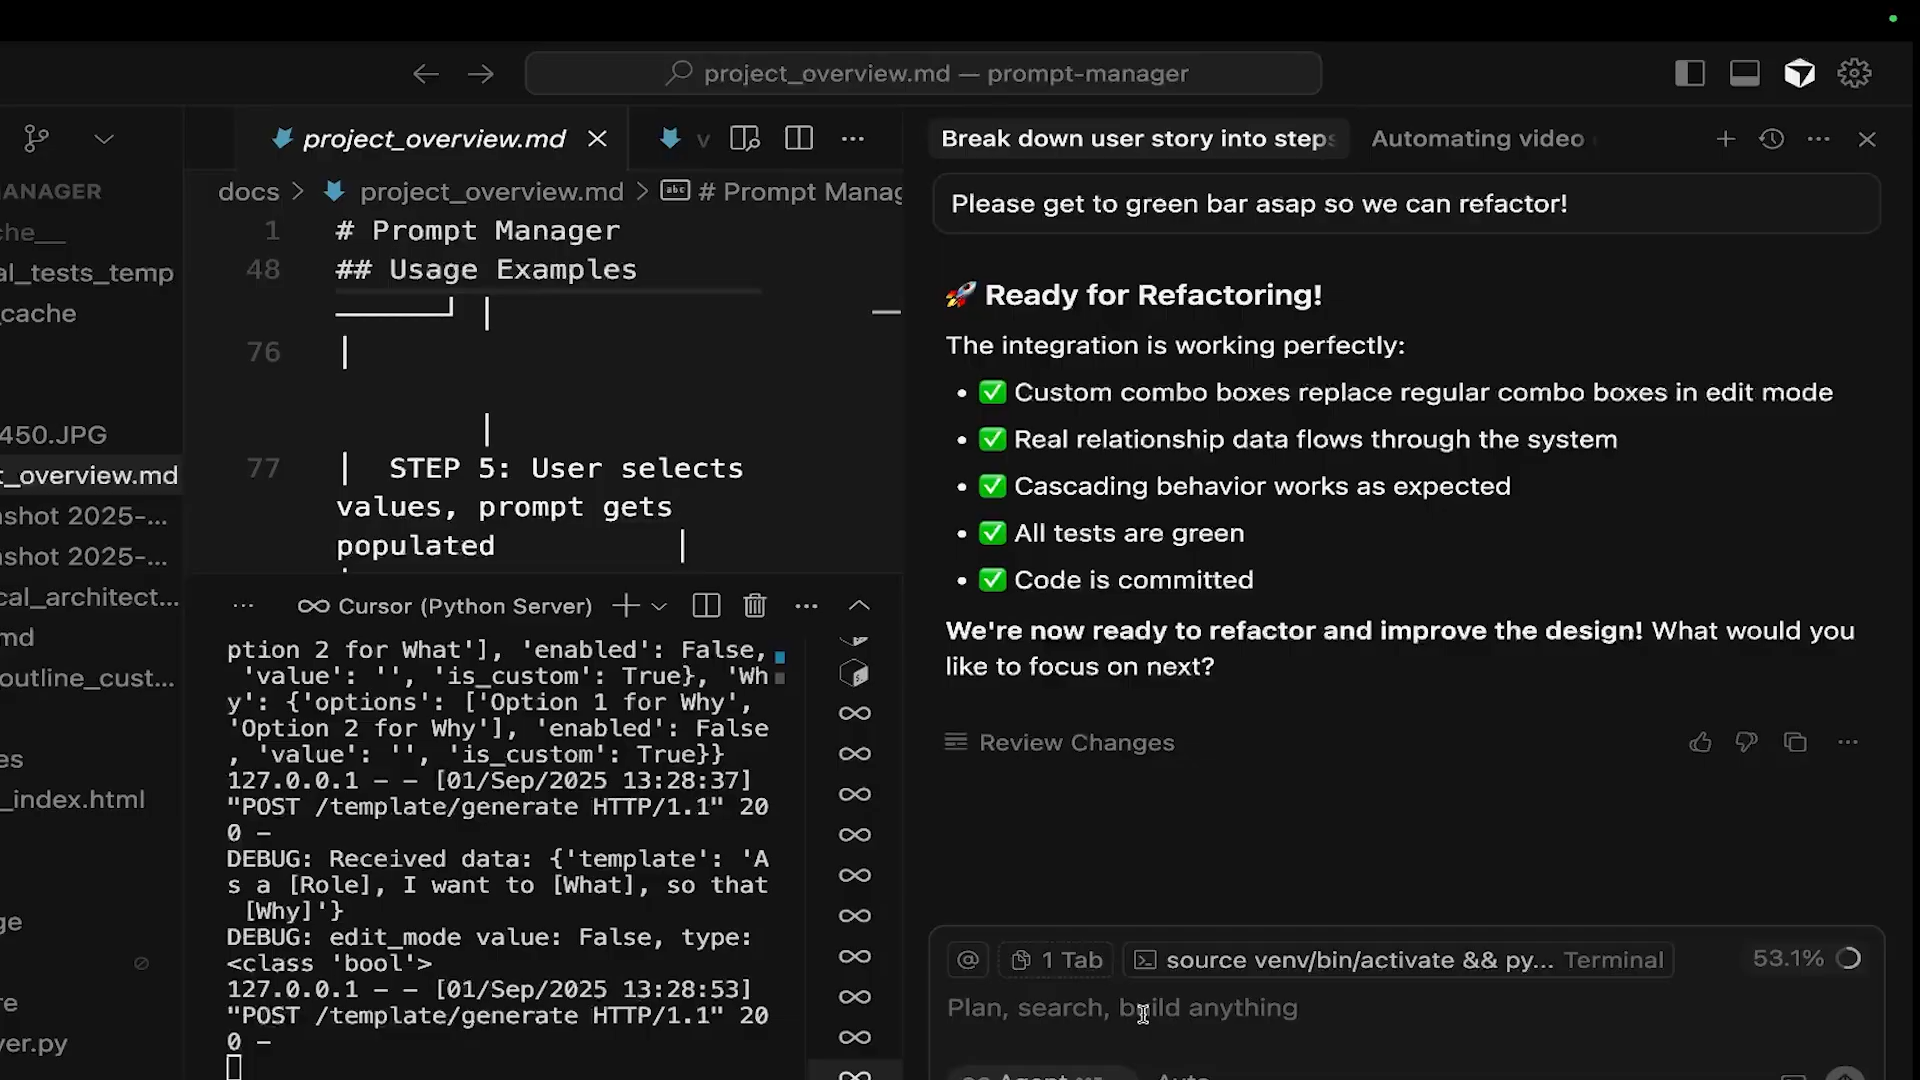 project_overview.md — prompt-manager
project_overview.md
v
Break down user story into steps
Automating video
ANAGER
docs > project_overview.md > abc # Prompt Manag
che__
al_tests_temp
_cache
450.JPG
t_overview.md
shot 2025-...
shot 2025-...
cal_architect...
md
outline_cust...
es
_index.html
ge
re
ver.py
1 # Prompt Manager
48 ## Usage Examples
76 |
|
77 | STEP 5: User selects
values, prompt gets
populated |
Cursor (Python Server)
ption 2 for What'], 'enabled': False,
'value': '', 'is_custom': True}, 'Wh
y': {'options': ['Option 1 for Why',
'Option 2 for Why'], 'enabled': False
, 'value': '', 'is_custom': True}}
127.0.0.1 - - [01/Sep/2025 13:28:37]
"POST /template/generate HTTP/1.1" 20
0 -
DEBUG: Received data: {'template': 'A
s a [Role], I want to [What], so that
[Why]'}
DEBUG: edit_mode value: False, type:
<class 'bool'>
127.0.0.1 - - [01/Sep/2025 13:28:53]
"POST /template/generate HTTP/1.1" 20
0 -
Please get to green bar asap so we can refactor!
🚀 Ready for Refactoring!
The integration is working perfectly:
• ✅ Custom combo boxes replace regular combo boxes in edit mode
• ✅ Real relationship data flows through the system
• ✅ Cascading behavior works as expected
• ✅ All tests are green
• ✅ Code is committed
We're now ready to refactor and improve the design! What would you
like to focus on next?
Review Changes
@ 1 Tab source venv/bin/activate && py... Terminal 53.1%
Plan, search, build anything
Agent Auto